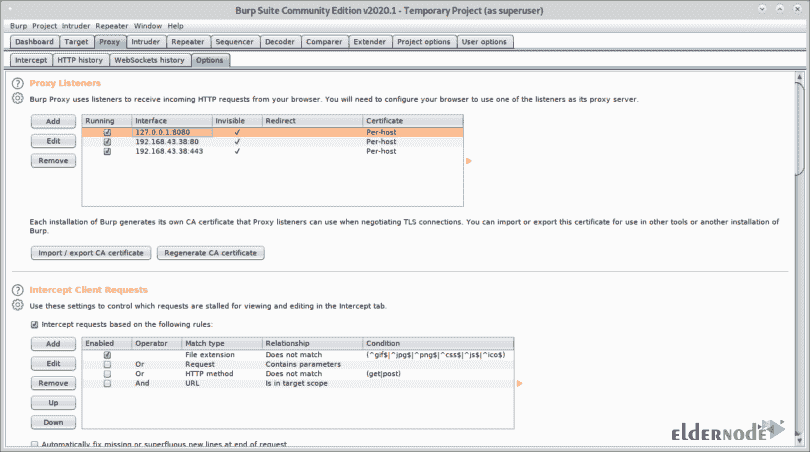 Burp Suite Community Edition v2020.1 - Temporary Project (as superuser)
Burp Project Intruder Repeater Window Help
Dashboard Target Proxy Intruder Repeater Sequencer Decoder Comparer Extender Project options User options
Intercept HTTP history WebSockets history Options
Proxy Listeners
Burp Proxy uses listeners to receive incoming HTTP requests from your browser. You will need to configure your browser to use one of the listeners as its proxy server.
Add Running Interface Invisible Redirect Certificate
127.0.0.1:8080 ✓ Per-host
Edit 192.168.43.38:80 ✓ Per-host
192.168.43.38:443 ✓ Per-host
Remove
Each installation of Burp generates its own CA certificate that Proxy listeners can use when negotiating TLS connections. You can import or export this certificate for use in other tools or another installation of
Burp.
Import / export CA certificate Regenerate CA certificate
Intercept Client Requests
Use these settings to control which requests are stalled for viewing and editing in the Intercept tab.
Intercept requests based on the following rules:
Add Enabled Operator Match type Relationship Condition
File extension Does not match (^gif$|^jpg$|^png$|^css$|^js$|^ico$)
Edit Or Request Contains parameters
Or HTTP method Does not match (get|post)
Remove And URL Is in target scope
Up
Down
ELDERNODE
Automatically fix missing or superfluous new lines at end of request